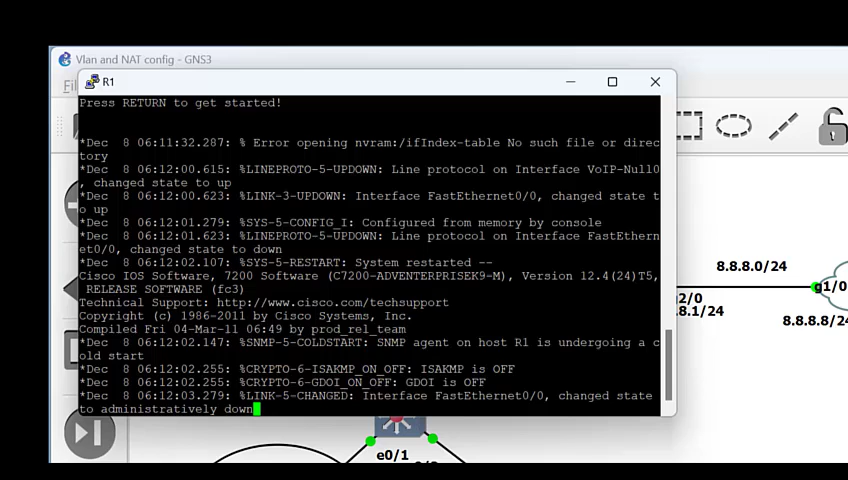 Vlan and NAT config - GNS3
R1
Press RETURN to get started!
*Dec  8 06:11:32.287: % Error opening nvram:/ifIndex-table No such file or direc
tory
*Dec  8 06:12:00.615: %LINEPROTO-5-UPDOWN: Line protocol on Interface VoIP-Null0
, changed state to up
*Dec  8 06:12:00.623: %LINK-3-UPDOWN: Interface FastEthernet0/0, changed state t
o up
*Dec  8 06:12:01.279: %SYS-5-CONFIG_I: Configured from memory by console
*Dec  8 06:12:01.623: %LINEPROTO-5-UPDOWN: Line protocol on Interface FastEthern
et0/0, changed state to down
*Dec  8 06:12:02.107: %SYS-5-RESTART: System restarted --
Cisco IOS Software, 7200 Software (C7200-ADVENTERPRISEK9-M), Version 12.4(24)T5,
 RELEASE SOFTWARE (fc3)
Technical Support: http://www.cisco.com/techsupport
Copyright (c) 1986-2011 by Cisco Systems, Inc.
Compiled Fri 04-Mar-11 06:49 by prod_rel_team
*Dec  8 06:12:02.147: %SNMP-5-COLDSTART: SNMP agent on host R1 is undergoing a c
old start
*Dec  8 06:12:02.255: %CRYPTO-6-ISAKMP_ON_OFF: ISAKMP is OFF
*Dec  8 06:12:02.255: %CRYPTO-6-GDOI_ON_OFF: GDOI is OFF
*Dec  8 06:12:03.279: %LINK-5-CHANGED: Interface FastEthernet0/0, changed state
to administratively down
8.8.8.0/24
g2/0
g1/0
.8.1/24
8.8.8.8/24
e0/1